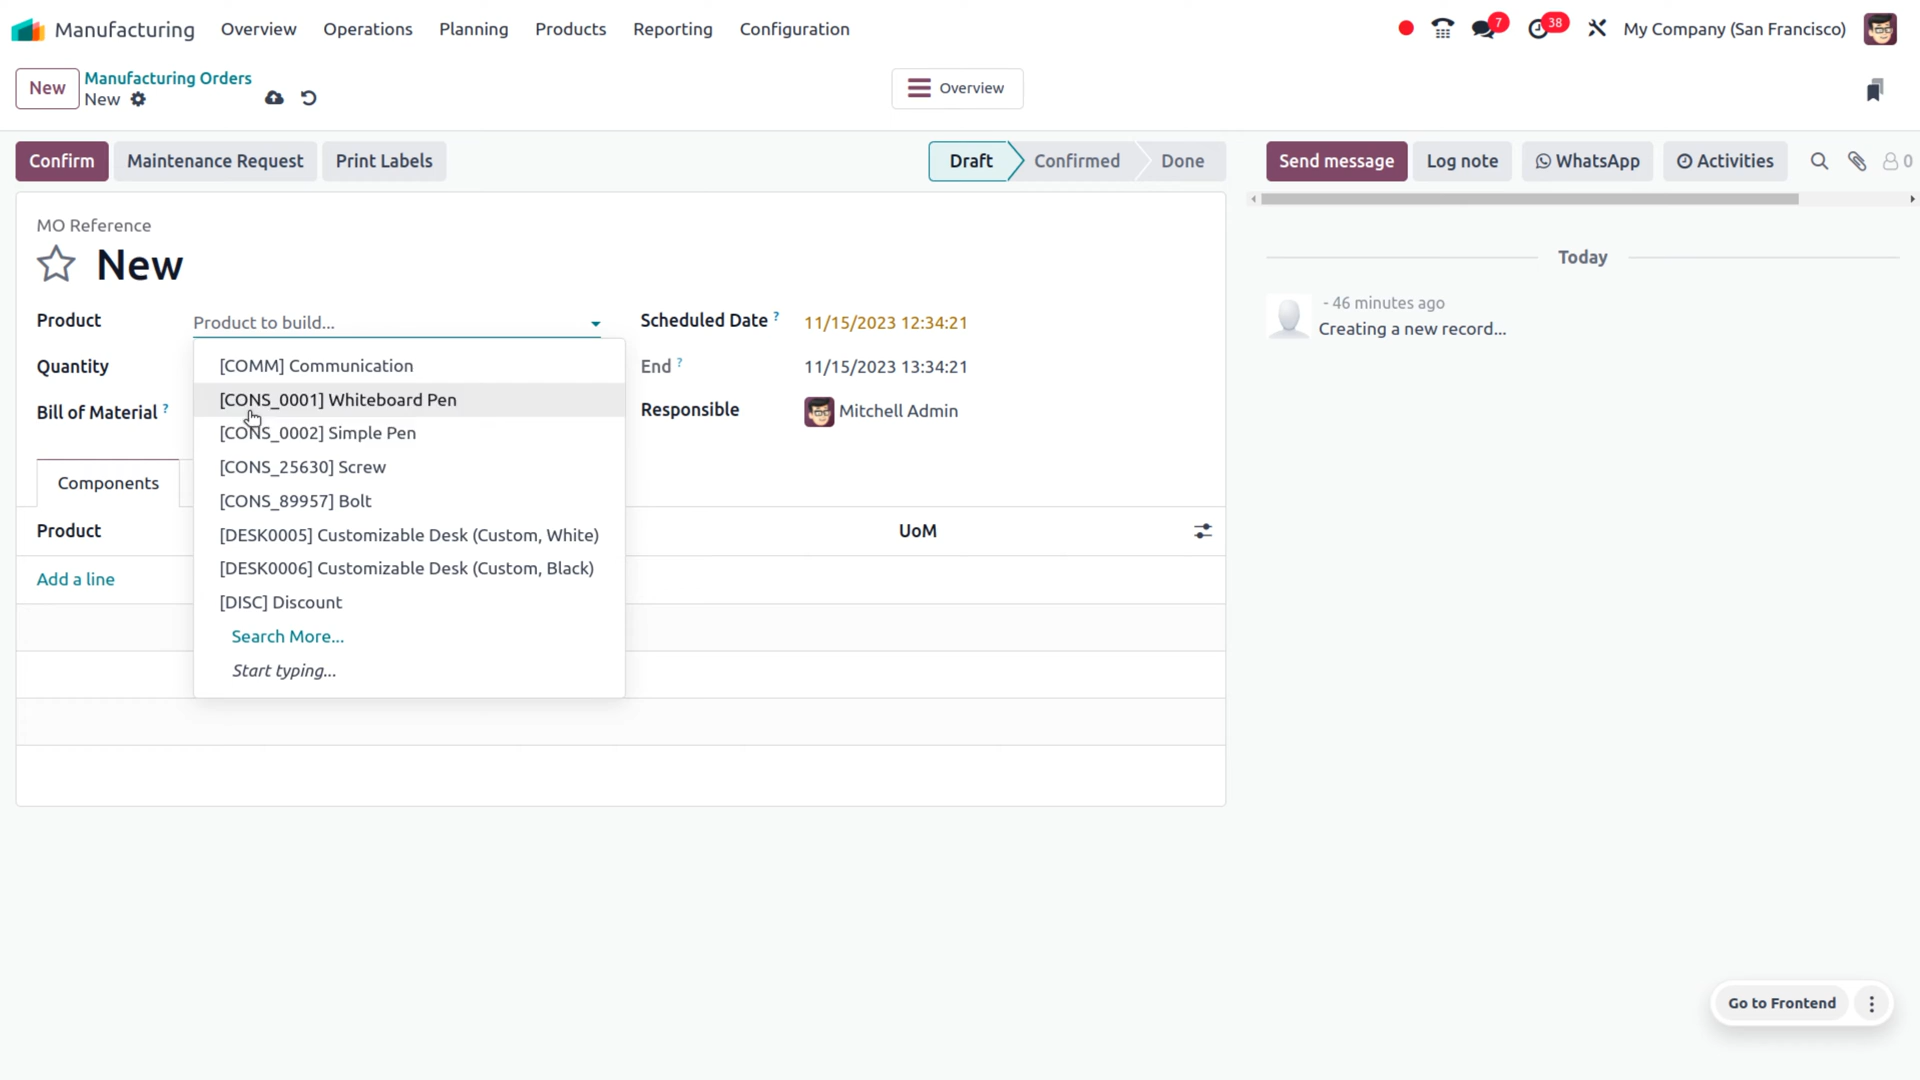 Manufacturing Overview Operations Planning Products Reporting Configuration 7 38 My Company (San Francisco)
New Manufacturing Orders
New
Overview
Confirm Maintenance Request Print Labels Draft Confirmed Done Send message Log note WhatsApp Activities 0
MO Reference
New
Today
- 46 minutes ago
Creating a new record...
Product Product to build... Scheduled Date ? 11/15/2023 12:34:21
Quantity End ? 11/15/2023 13:34:21
Bill of Material ? Responsible Mitchell Admin
[COMM] Communication
[CONS_0001] Whiteboard Pen
[CONS_0002] Simple Pen
[CONS_25630] Screw
[CONS_89957] Bolt
[DESK0005] Customizable Desk (Custom, White)
[DESK0006] Customizable Desk (Custom, Black)
[DISC] Discount
Search More...
Start typing...
Components
Product UoM
Add a line
Go to Frontend